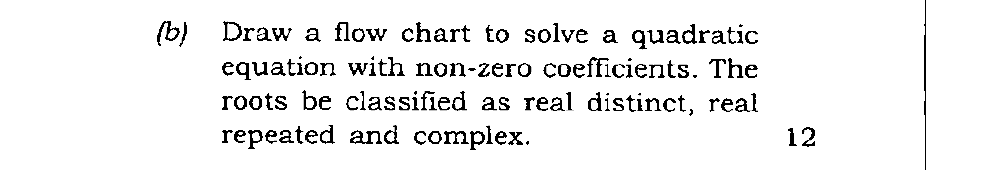 (b) Draw a flow chart to solve a quadratic
equation with non-zero coefficients. The
roots be classified as real distinct, real
repeated and complex. 12